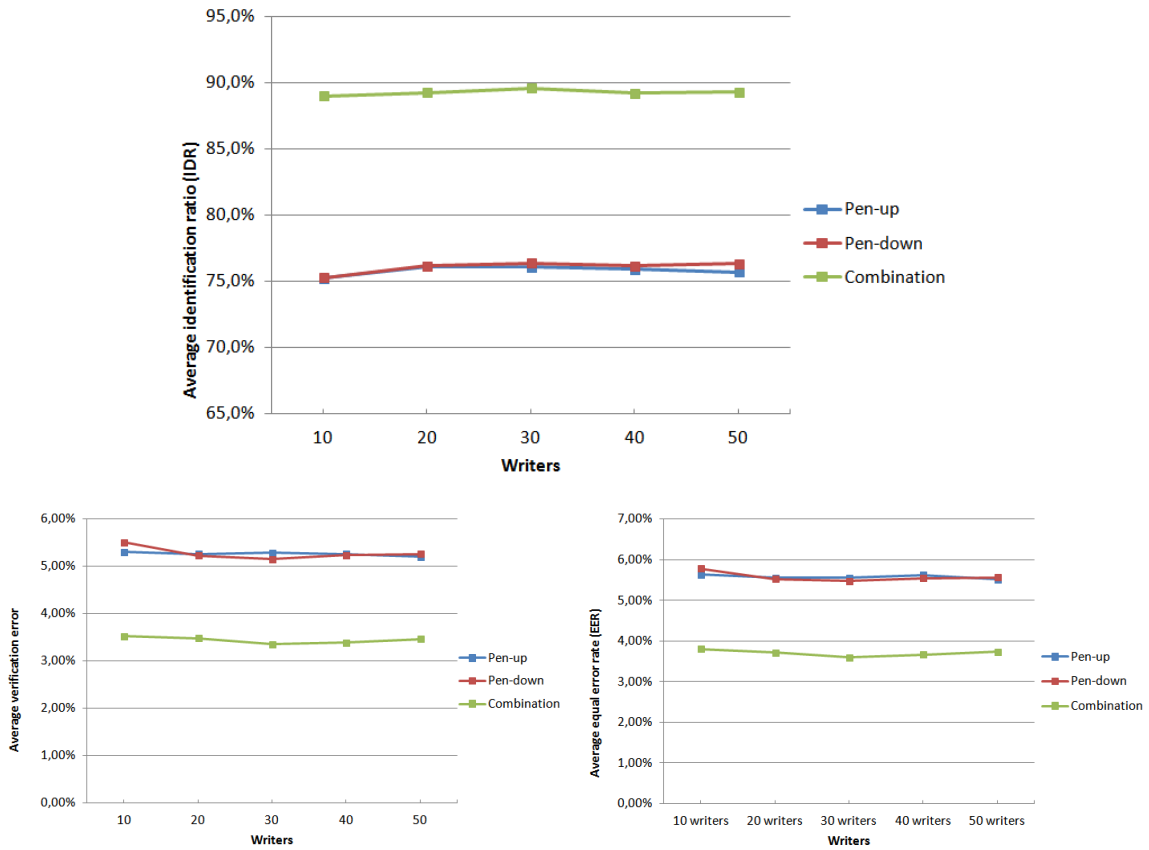 95,0%
90,0%
85,0%
80,0%
75,0%
70,0%
65,0%
Average identification ratio (IDR)
10 20 30 40 50
Writers
Pen-up
Pen-down
Combination
6,00%
5,00%
4,00%
3,00%
2,00%
1,00%
0,00%
Average verification error
10 20 30 40 50
Writers
Pen-up
Pen-down
Combination
7,00%
6,00%
5,00%
4,00%
3,00%
2,00%
1,00%
0,00%
Average equal error rate (EER)
10 writers 20 writers 30 writers 40 writers 50 writers
Writers
Pen-up
Pen-down
Combination